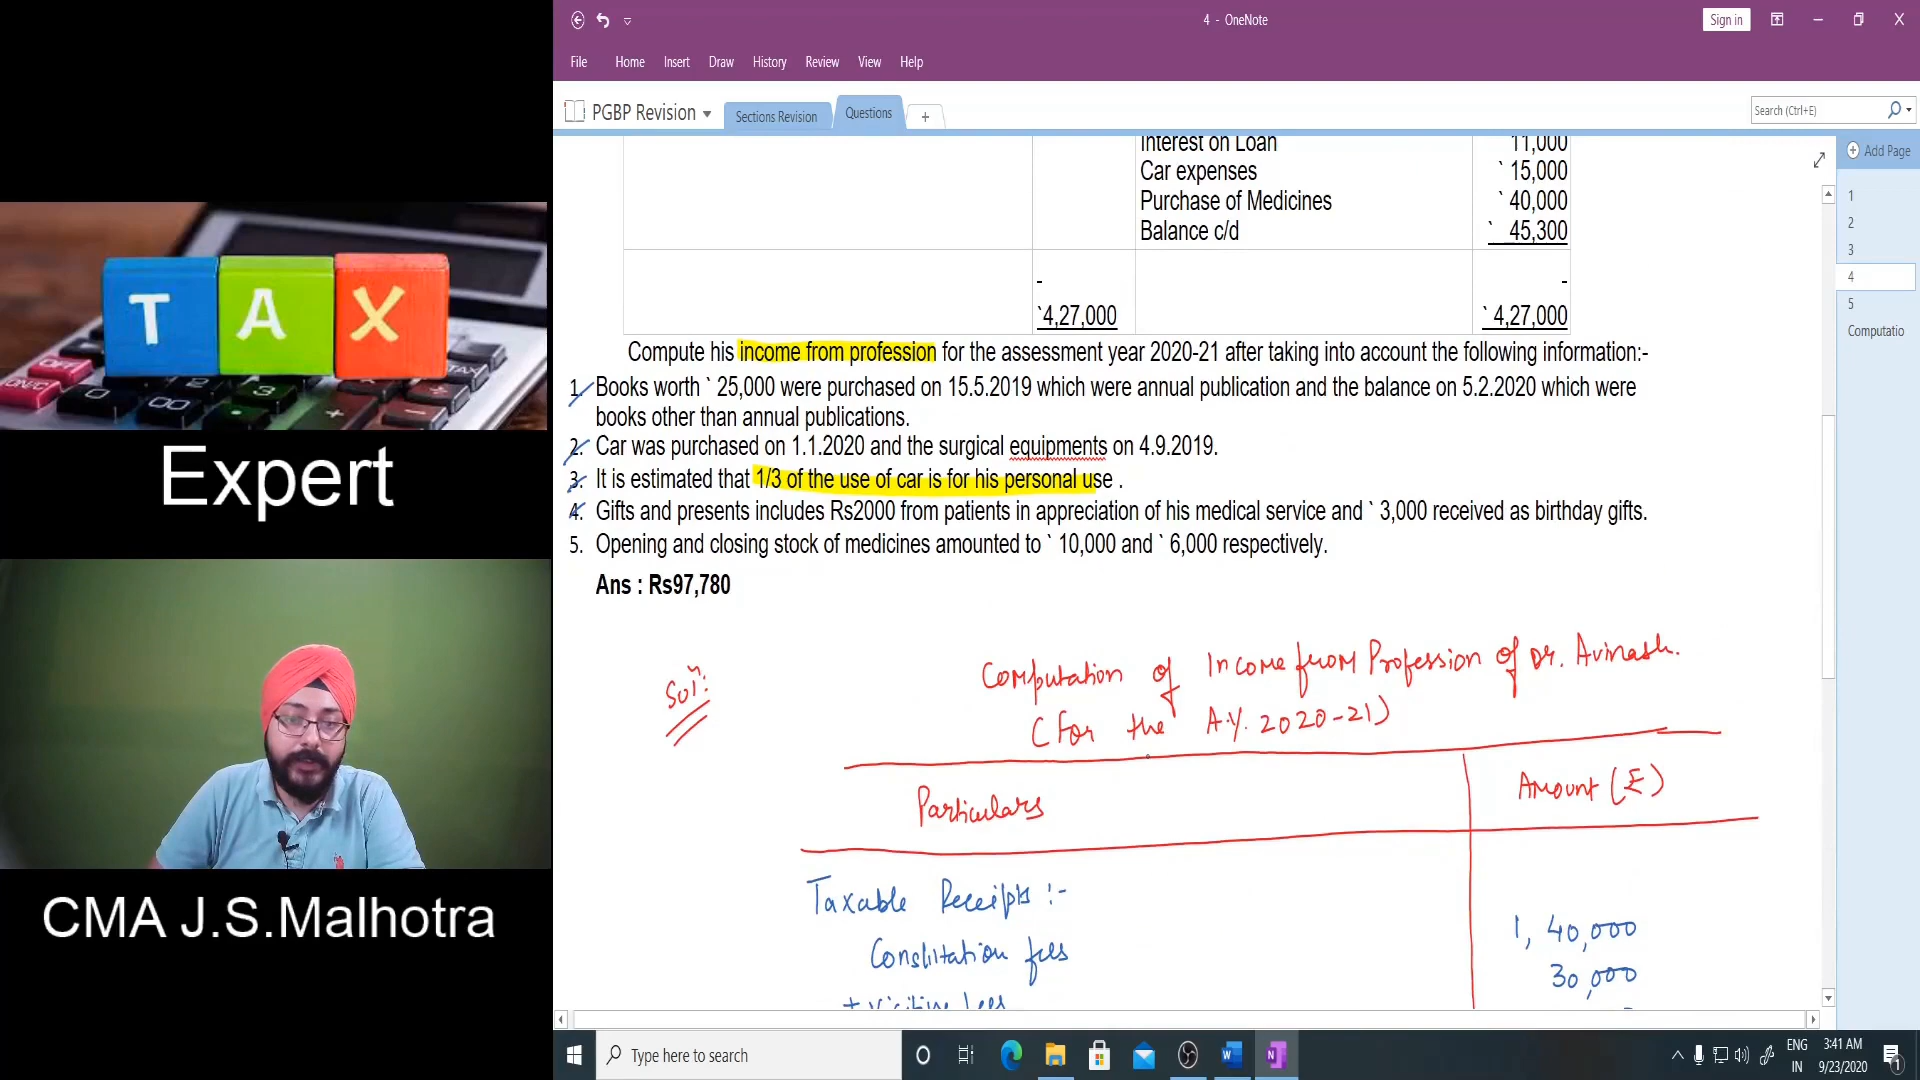 4 - OneNote
Sign in
File Home Insert Draw History Review View Help
PGBP Revision
Sections Revision
Questions
Search (Ctrl+E)
Add Page
1
2
3
4
5
Computatio
Interest on Loan 11,000
Car expenses ` 15,000
Purchase of Medicines ` 40,000
Balance c/d ` 45,300
- -
`4,27,000 ` 4,27,000
Compute his income from profession for the assessment year 2020-21 after taking into account the following information:-
1. Books worth ` 25,000 were purchased on 15.5.2019 which were annual publication and the balance on 5.2.2020 which were
books other than annual publications.
2. Car was purchased on 1.1.2020 and the surgical equipments on 4.9.2019.
3. It is estimated that 1/3 of the use of car is for his personal use .
4. Gifts and presents includes Rs2000 from patients in appreciation of his medical service and ` 3,000 received as birthday gifts.
5. Opening and closing stock of medicines amounted to ` 10,000 and ` 6,000 respectively.
Ans : Rs97,780
Soln:
Computation of Income from Profession of Dr. Avinash.
(For the A.Y. 2020-21)
Particulars Amount (₹)
Taxable Receipts :-
Conslitation fees 1,40,000
+ Visiting fees 30,000
TAX
Expert
CMA J.S.Malhotra
Type here to search
ENG
IN
3:41 AM
9/23/2020
1